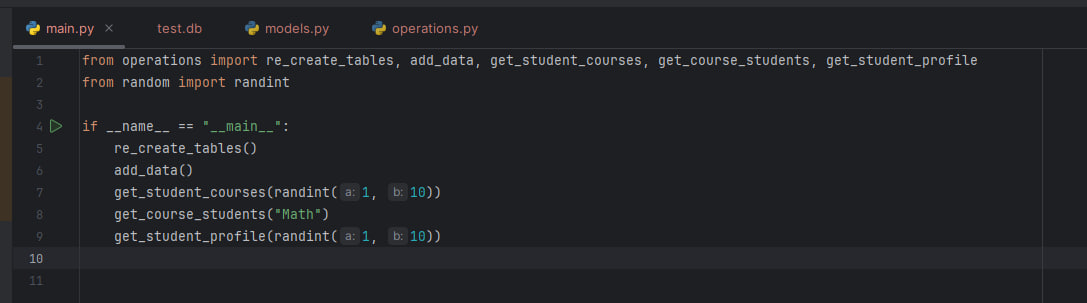 main.py × test.db models.py operations.py
1 from operations import re_create_tables, add_data, get_student_courses, get_course_students, get_student_profile
2 from random import randint
3
4 if __name__ == "__main__":
5 re_create_tables()
6 add_data()
7 get_student_courses(randint(a: 1, b: 10))
8 get_course_students("Math")
9 get_student_profile(randint(a: 1, b: 10))
10
11